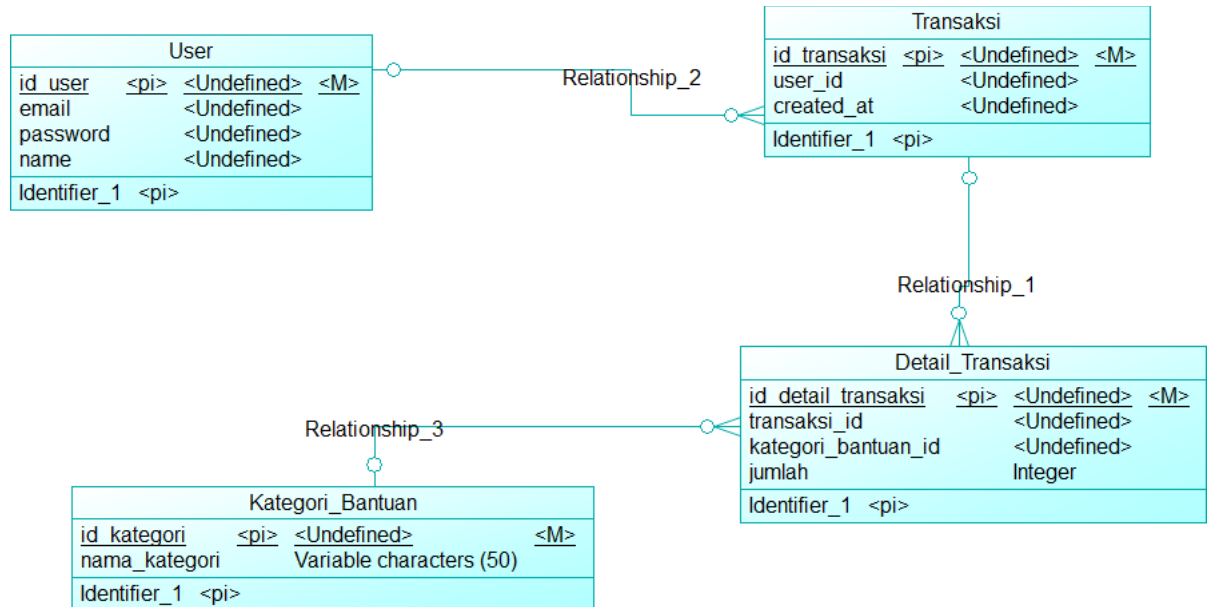 User
id_user <pi> <Undefined> <M>
email <Undefined>
password <Undefined>
name <Undefined>
Identifier_1 <pi>
Relationship_2
Transaksi
id_transaksi <pi> <Undefined> <M>
user_id <Undefined>
created_at <Undefined>
Identifier_1 <pi>
Relationship_1
Detail_Transaksi
id_detail_transaksi <pi> <Undefined> <M>
transaksi_id <Undefined>
kategori_bantuan_id <Undefined>
jumlah Integer
Identifier_1 <pi>
Relationship_3
Kategori_Bantuan
id_kategori <pi> <Undefined> <M>
nama_kategori Variable characters (50)
Identifier_1 <pi>